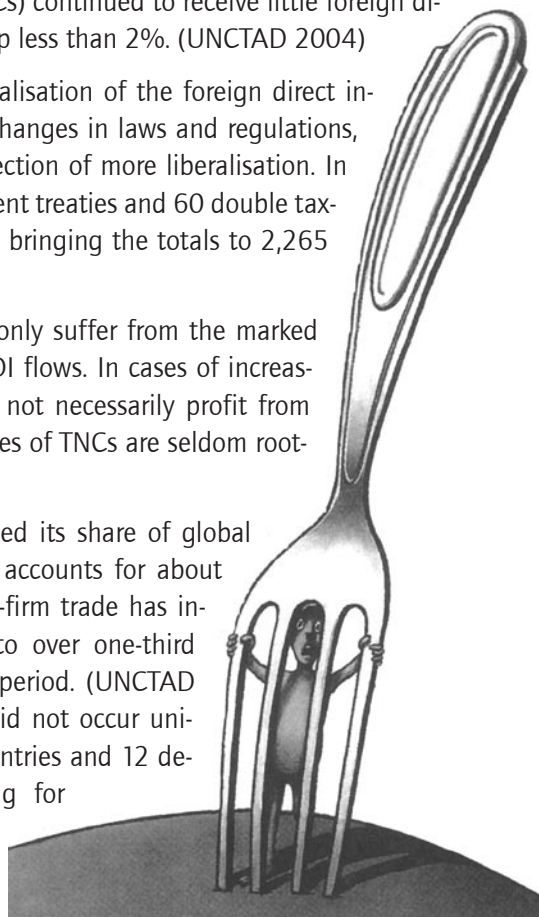 Cs) continued to receive little foreign di-
p less than 2%. (UNCTAD 2004)
alisation of the foreign direct in-
hanges in laws and regulations,
ection of more liberalisation. In
ent treaties and 60 double tax-
bringing the totals to 2,265
only suffer from the marked
DI flows. In cases of increas-
not necessarily profit from
es of TNCs are seldom root-
ed its share of global
accounts for about
-firm trade has in-
to over one-third
period. (UNCTAD
id not occur uni-
ntries and 12 de-
g for